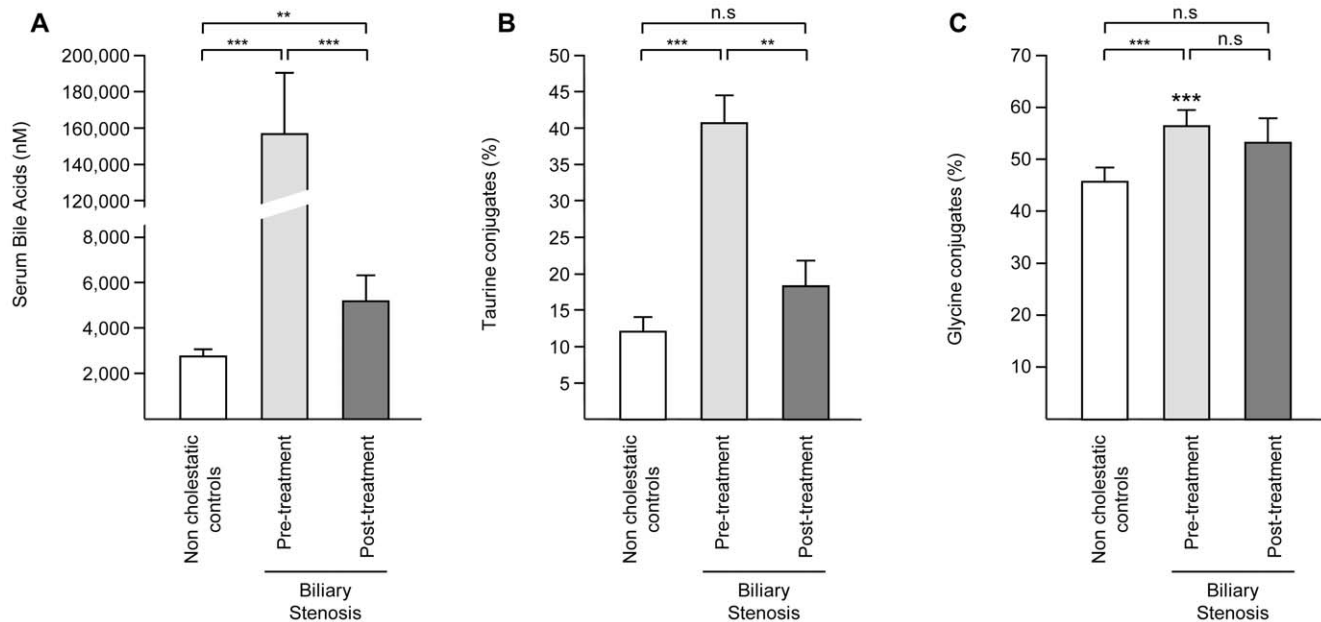 A
**
***
***
Serum Bile Acids (nM)
200,000
180,000
160,000
140,000
120,000
8,000
6,000
4,000
2,000
Non cholestatic
controls
Pre-treatment
Post-treatment
Biliary
Stenosis
B
n.s
***
**
Taurine conjugates (%)
50
45
40
35
30
25
20
15
10
5
Non cholestatic
controls
Pre-treatment
Post-treatment
Biliary
Stenosis
C
n.s
***
n.s
***
Glycine conjugates (%)
70
60
50
40
30
20
10
Non cholestatic
controls
Pre-treatment
Post-treatment
Biliary
Stenosis